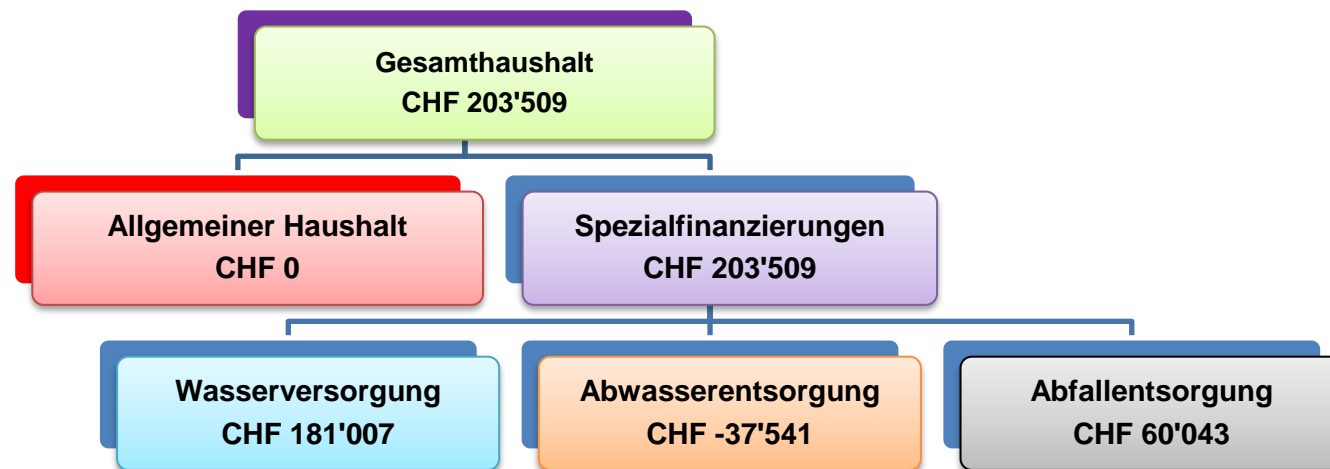 Gesamthaushalt
CHF 203'509
Allgemeiner Haushalt
CHF 0
Spezialfinanzierungen
CHF 203'509
Wasserversorgung
CHF 181'007
Abwasserentsorgung
CHF -37'541
Abfallentsorgung
CHF 60'043